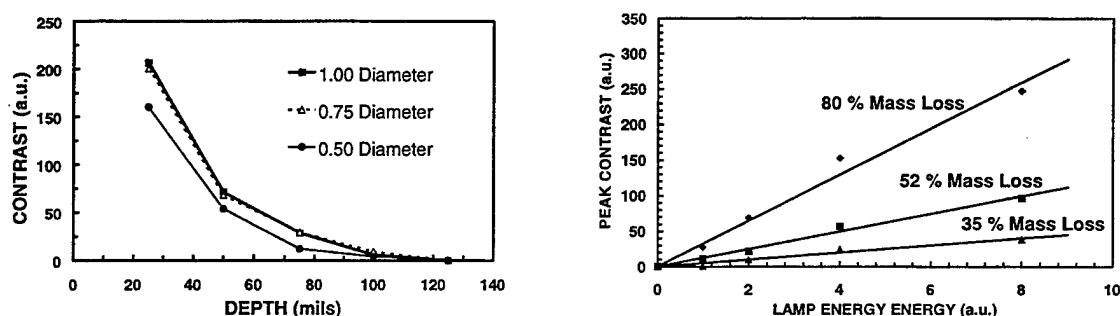 250
200
150
100
50
0
CONTRAST (a.u.)
1.00 Diameter
0.75 Diameter
0.50 Diameter
0 20 40 60 80 100 120 140
DEPTH (mils)
350
300
250
200
150
100
50
0
PEAK CONTRAST (a.u.)
80 % Mass Loss
52 % Mass Loss
35 % Mass Loss
0 2 4 6 8 10
LAMP ENERGY ENERGY (a.u.)